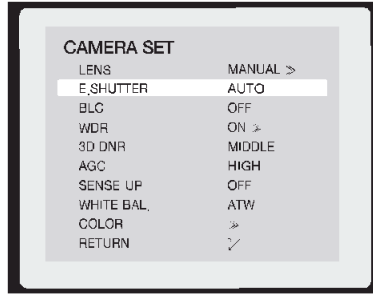 CAMERA SET
LENS MANUAL ≫
E.SHUTTER AUTO
BLC OFF
WDR ON ≫
3D DNR MIDDLE
AGC HIGH
SENSE UP OFF
WHITE BAL. ATW
COLOR ≫
RETURN